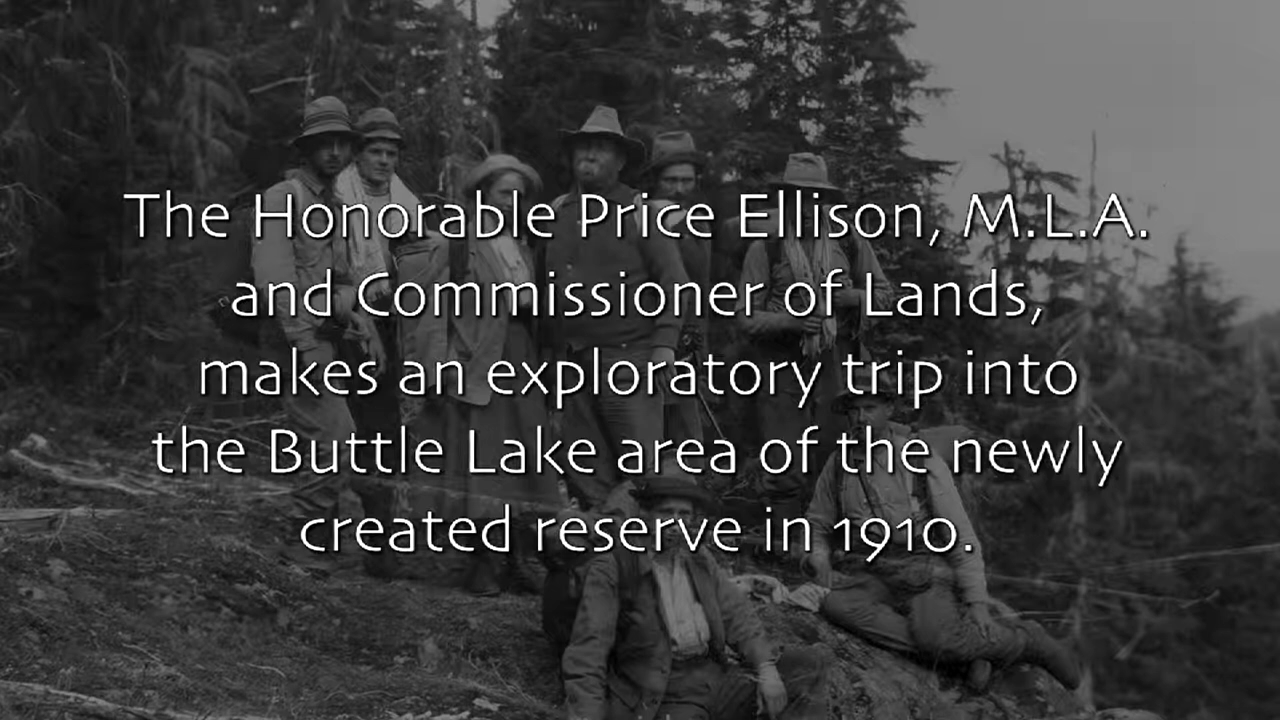 The Honorable Price Ellison, M.L.A.
and Commissioner of Lands,
makes an exploratory trip into
the Buttle Lake area of the newly
created reserve in 1910.